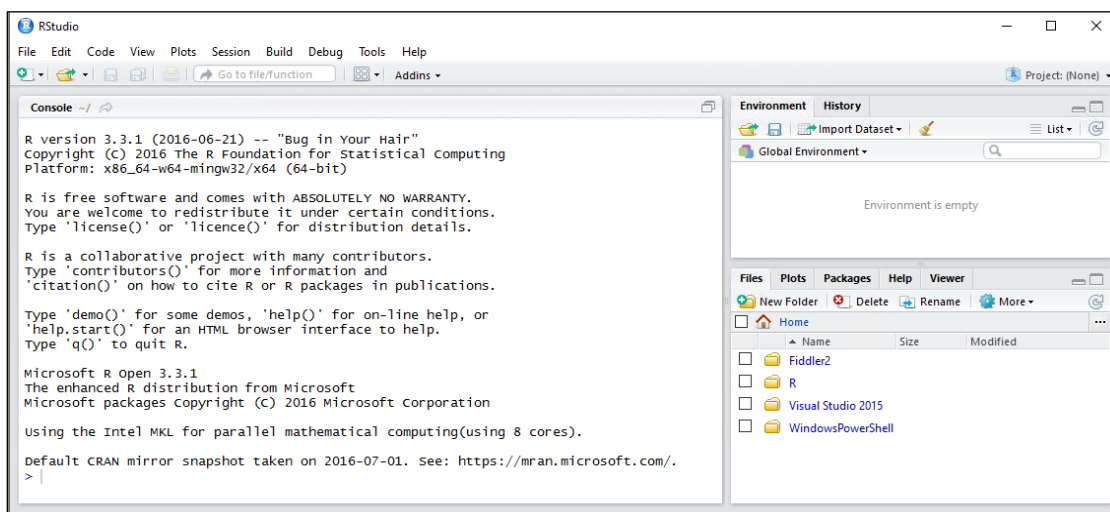 RStudio
File Edit Code View Plots Session Build Debug Tools Help
Go to file/function Addins Project: (None)
Console ~/
R version 3.3.1 (2016-06-21) -- "Bug in Your Hair"
Copyright (C) 2016 The R Foundation for Statistical Computing
Platform: x86_64-w64-mingw32/x64 (64-bit)
R is free software and comes with ABSOLUTELY NO WARRANTY.
You are welcome to redistribute it under certain conditions.
Type 'license()' or 'licence()' for distribution details.
R is a collaborative project with many contributors.
Type 'contributors()' for more information and
'citation()' on how to cite R or R packages in publications.
Type 'demo()' for some demos, 'help()' for on-line help, or
'help.start()' for an HTML browser interface to help.
Type 'q()' to quit R.
Microsoft R Open 3.3.1
The enhanced R distribution from Microsoft
Microsoft packages Copyright (C) 2016 Microsoft Corporation
Using the Intel MKL for parallel mathematical computing(using 8 cores).
Default CRAN mirror snapshot taken on 2016-07-01. See: https://mran.microsoft.com/.
>
Environment History
Import Dataset List
Global Environment
Environment is empty
Files Plots Packages Help Viewer
New Folder Delete Rename More
Home ...
Name Size Modified
Fiddler2
R
Visual Studio 2015
WindowsPowerShell